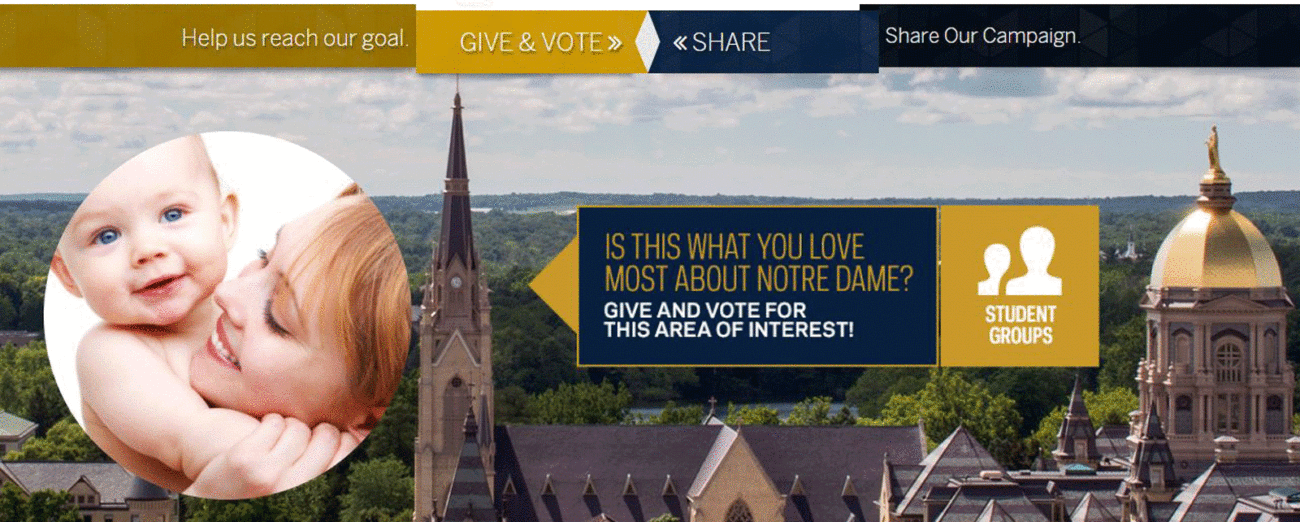 Help us reach our goal.
GIVE & VOTE »
« SHARE
Share Our Campaign.
IS THIS WHAT YOU LOVE
MOST ABOUT NOTRE DAME?
GIVE AND VOTE FOR
THIS AREA OF INTEREST!
STUDENT
GROUPS